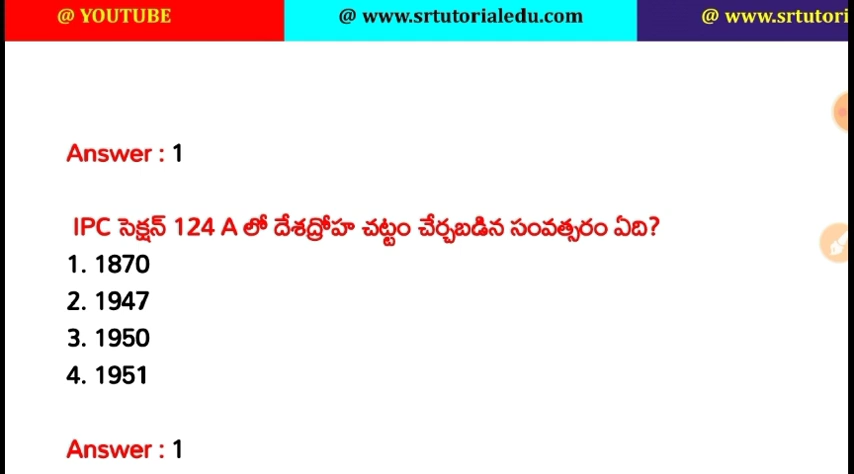 @ YOUTUBE @ www.srtutorialedu.com @ www.srtutori
Answer : 1
IPC సెక్షన్ 124 A లో దేశద్రోహ చట్టం చేర్చబడిన సంవత్సరం ఏది?
1. 1870
2. 1947
3. 1950
4. 1951
Answer : 1